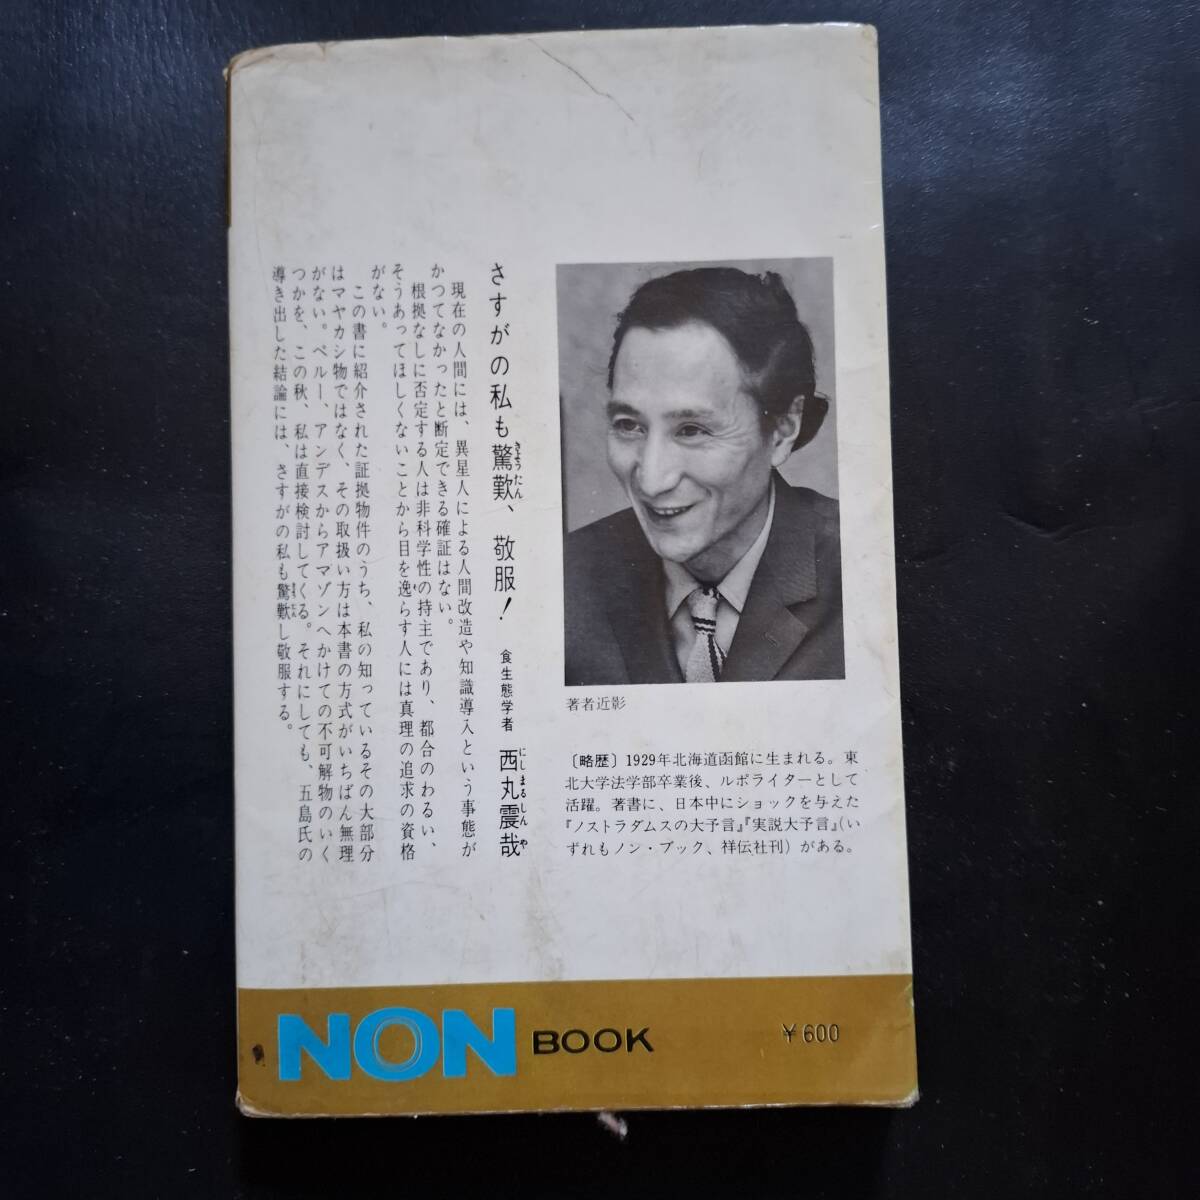 さすがの私も驚歎、敬服！
きょうたん
食生態学者 西丸震哉
にしまるしんや
現在の人間には、異星人による人間改造や知識導入という事態が
かつてなかったと断定できる確証はない。
根拠なしに否定する人は非科学性の持主であり、都合のわるい、
そうあってほしくないことから目を逸らす人には真理の追求の資格
がない。
この書に紹介された証拠物件のうち、私の知っているその大部分
はマヤカシ物ではなく、その取扱い方は本書の方式がいちばん無理
がない。ペルー、アンデスからアマゾンへかけての不可解物のいく
つかを、この秋、私は直接検討してくる。それにしても、五島氏の
導き出した結論には、さすがの私も驚歎し敬服する。
著者近影
〔略歴〕1929年北海道函館に生まれる。東
北大学法学部卒業後、ルポライターとして
活躍。著書に、日本中にショックを与えた
『ノストラダムスの大予言』『実説大予言』（い
ずれもノン・ブック、祥伝社刊）がある。
NON BOOK
￥600